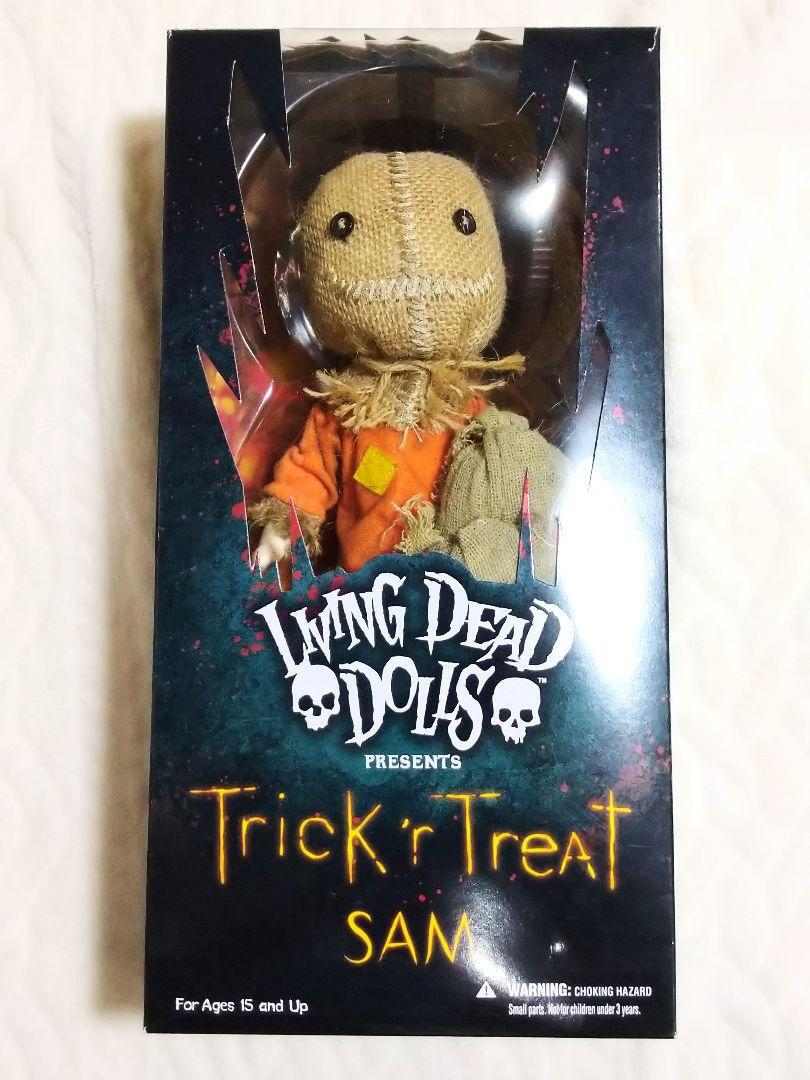 LIVING DEAD
DOLLS™
PRESENTS
Trick 'r Treat
SAM
For Ages 15 and Up
WARNING: CHOKING HAZARD
Small parts. Not for children under 3 years.